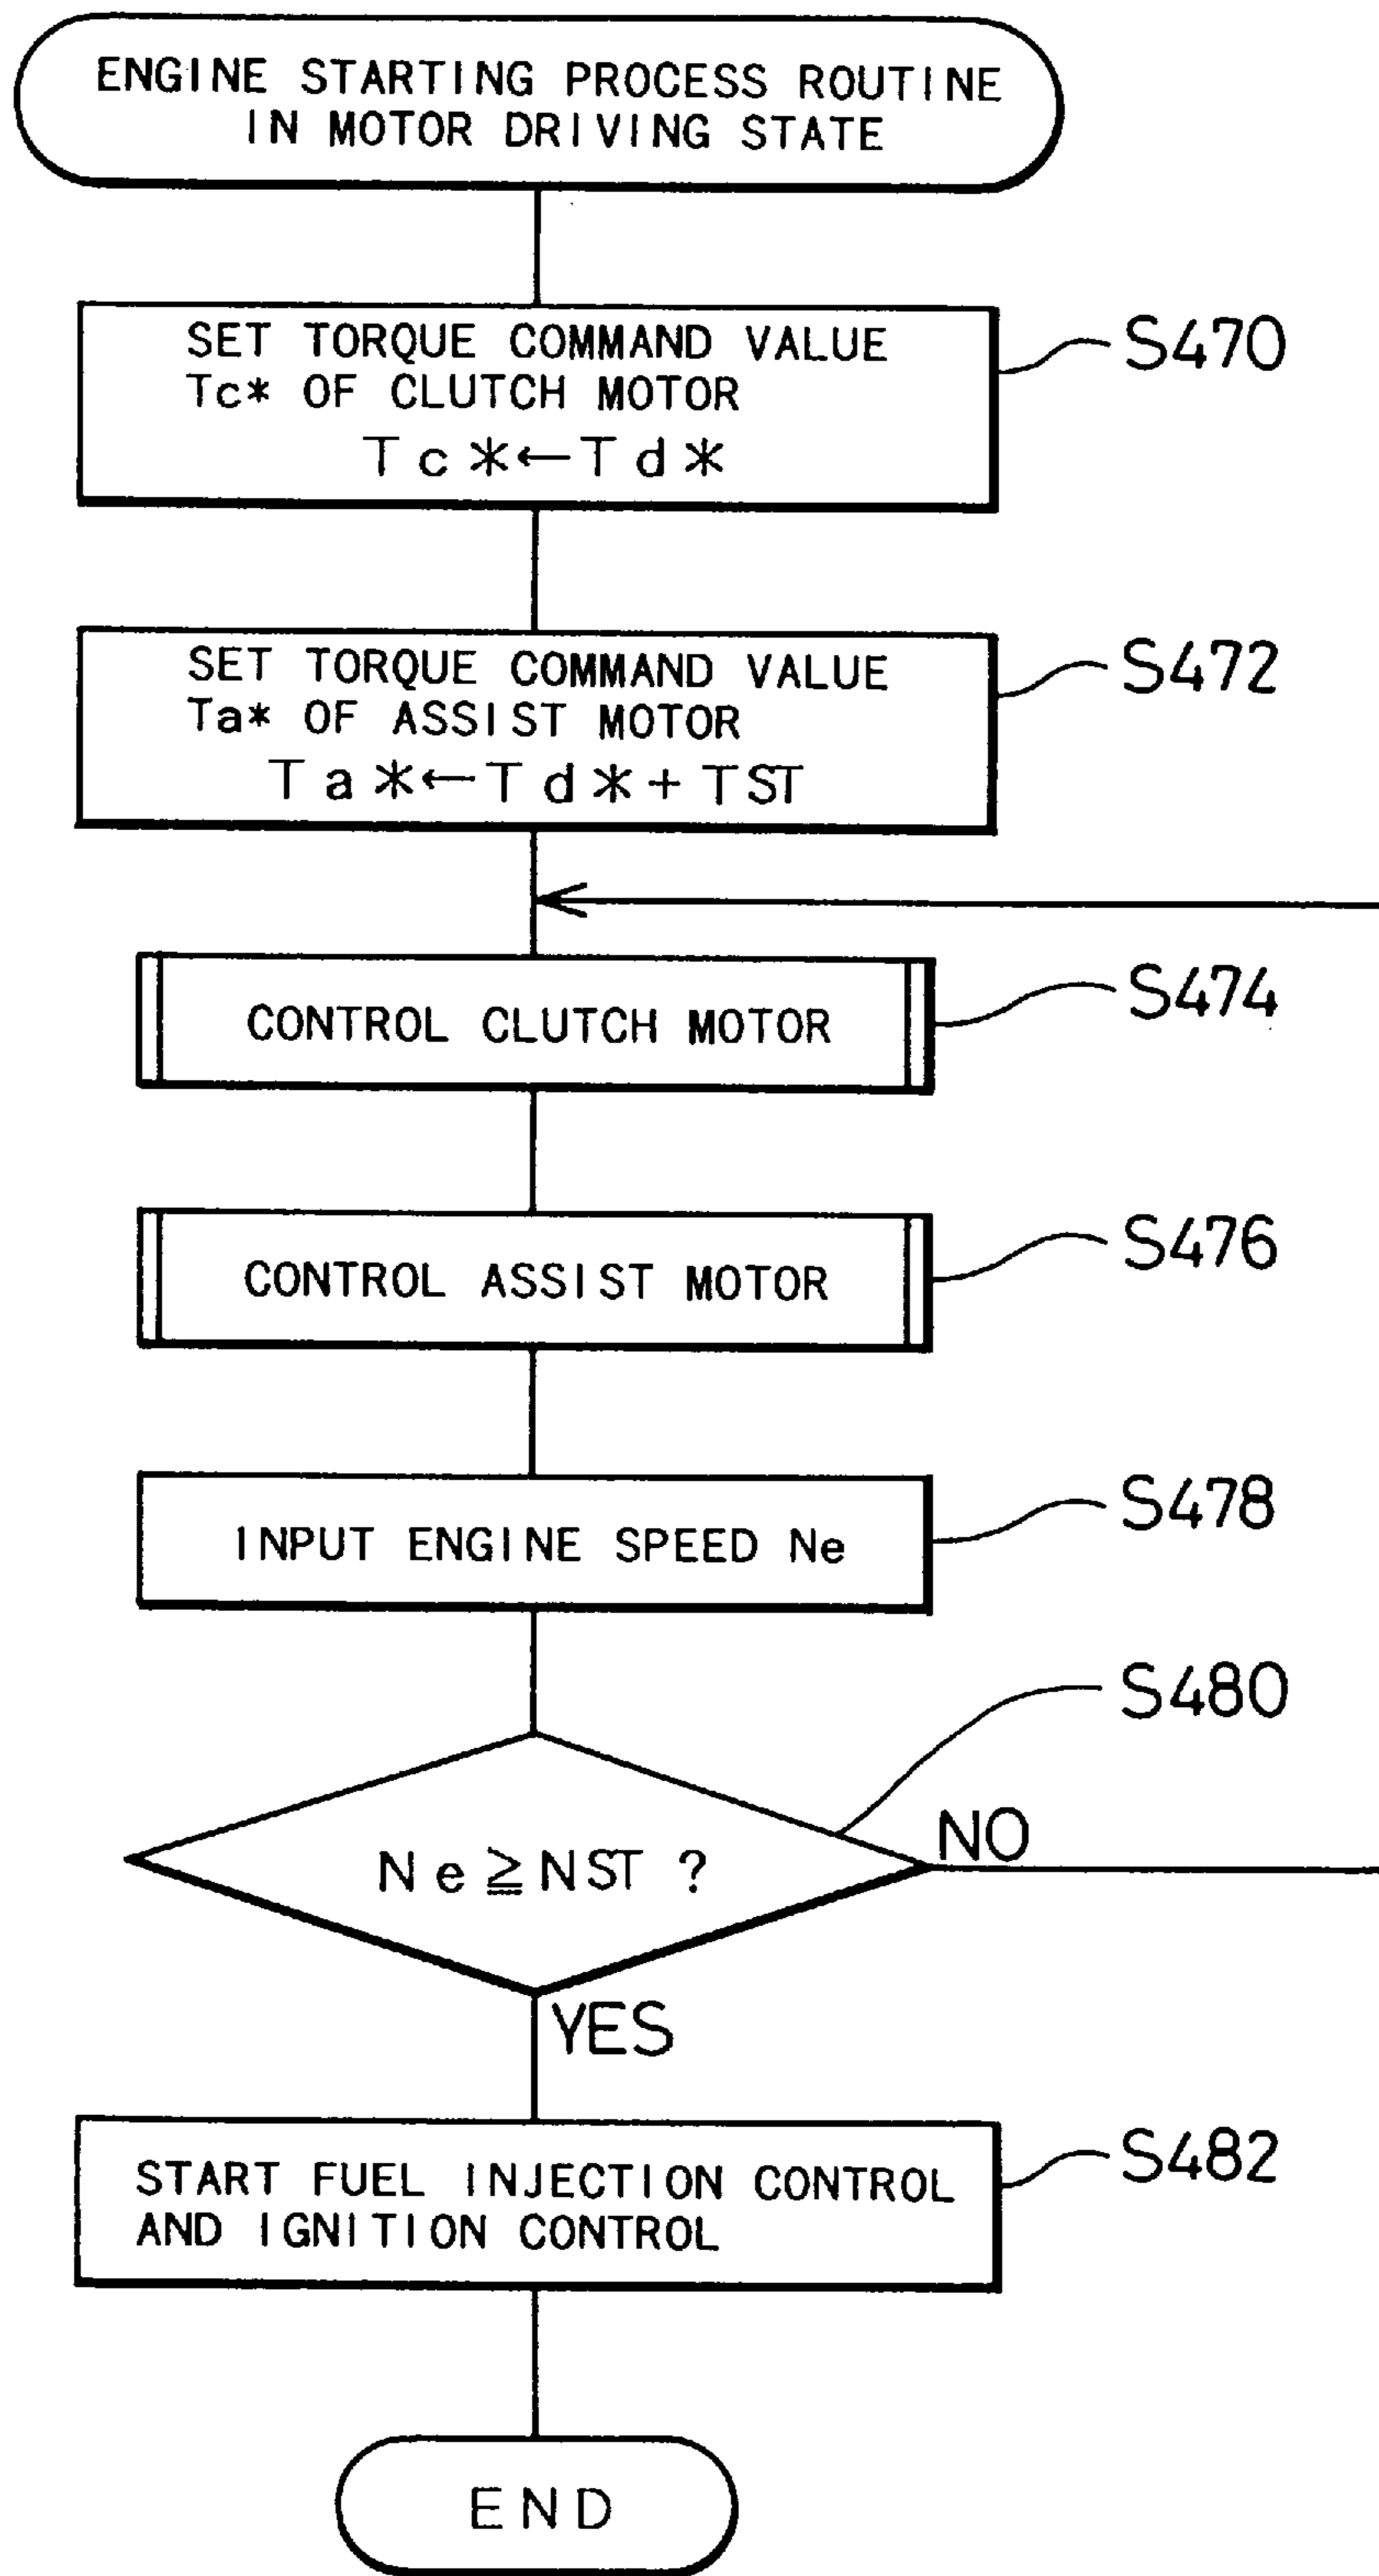 ENGINE STARTING PROCESS ROUTINE
IN MOTOR DRIVING STATE
SET TORQUE COMMAND VALUE
Tc* OF CLUTCH MOTOR
Tc*←Td*
S470
SET TORQUE COMMAND VALUE
Ta* OF ASSIST MOTOR
Ta*←Td*+TST
S472
CONTROL CLUTCH MOTOR
S474
CONTROL ASSIST MOTOR
S476
INPUT ENGINE SPEED Ne
S478
Ne≧NST ?
S480
NO
YES
START FUEL INJECTION CONTROL
AND IGNITION CONTROL
S482
END